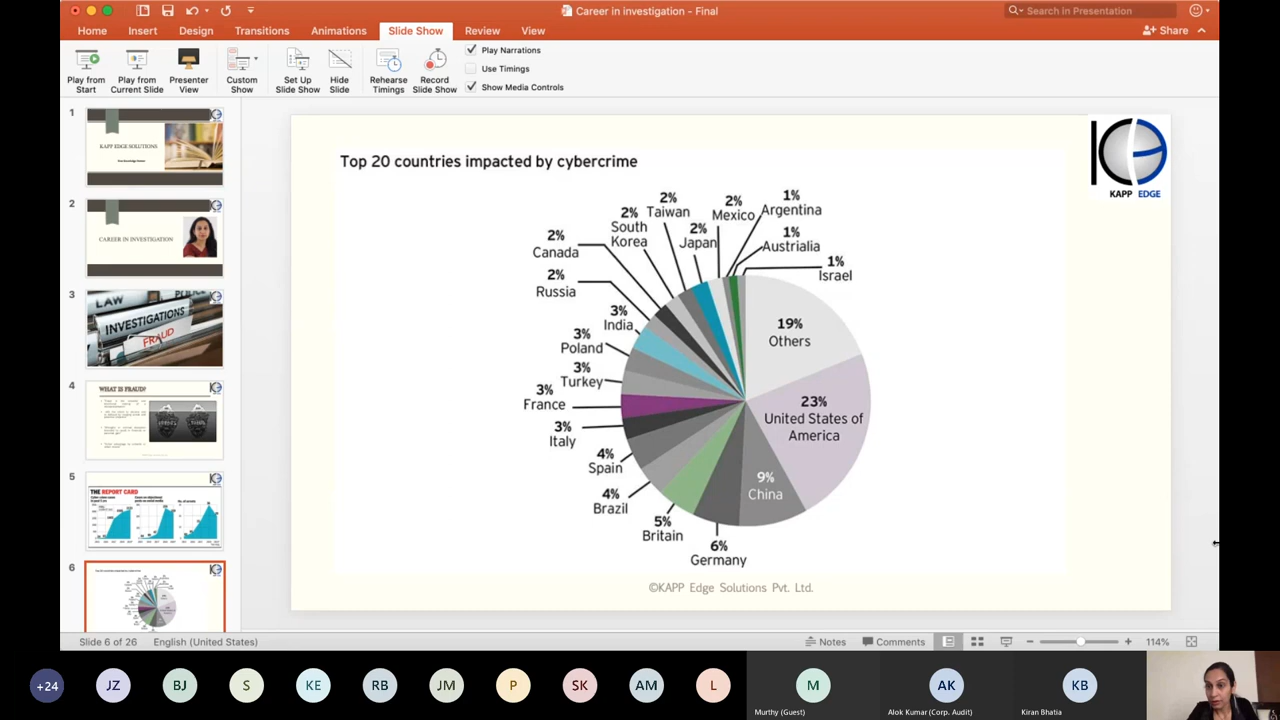 Career in investigation - Final
Search in Presentation
Home Insert Design Transitions Animations Slide Show Review View
Share
Play from Start
Play from Current Slide
Presenter View
Custom Show
Set Up Slide Show
Hide Slide
Rehearse Timings
Record Slide Show
Play Narrations
Use Timings
Show Media Controls
1
KAPP EDGE SOLUTIONS
2
CAREER IN INVESTIGATION
3
LAW
INVESTIGATIONS
FRAUD
4
WHAT IS FRAUD?
5
THE REPORT CARD
6
KAPP EDGE
Top 20 countries impacted by cybercrime
1%
Argentina
2%
Mexico
2%
Taiwan
2%
South
Korea
2%
Japan
1%
Austrialia
1%
Israel
2%
Canada
2%
Russia
3%
India
3%
Poland
3%
Turkey
3%
France
3%
Italy
4%
Spain
4%
Brazil
5%
Britain
6%
Germany
9%
China
23%
United States of
America
19%
Others
©KAPP Edge Solutions Pvt. Ltd.
Slide 6 of 26 English (United States)
Notes Comments 114%
+24 JZ BJ S KE RB JM P SK AM L M AK KB
Murthy (Guest) Alok Kumar (Corp. Audit) Kiran Bhatia